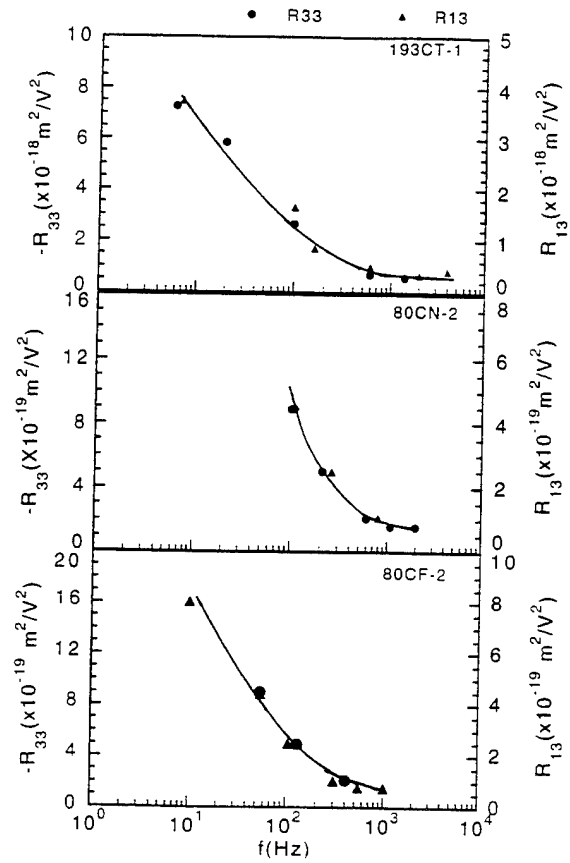 ● R33 ▲ R13
193CT-1
10
8
6
4
2
0
-R33(x10-18m2/V2)
5
4
3
2
1
0
R13(x10-18m2/V2)
80CN-2
16
12
8
4
0
-R33(X10-19m2/V2)
8
6
4
2
0
R13(x10-19m2/V2)
80CF-2
20
16
12
8
4
0
-R33(x10-19 m2/V2)
10
8
6
4
2
0
R13(x10-19 m2/V2)
100 101 102 103 104
f(Hz)